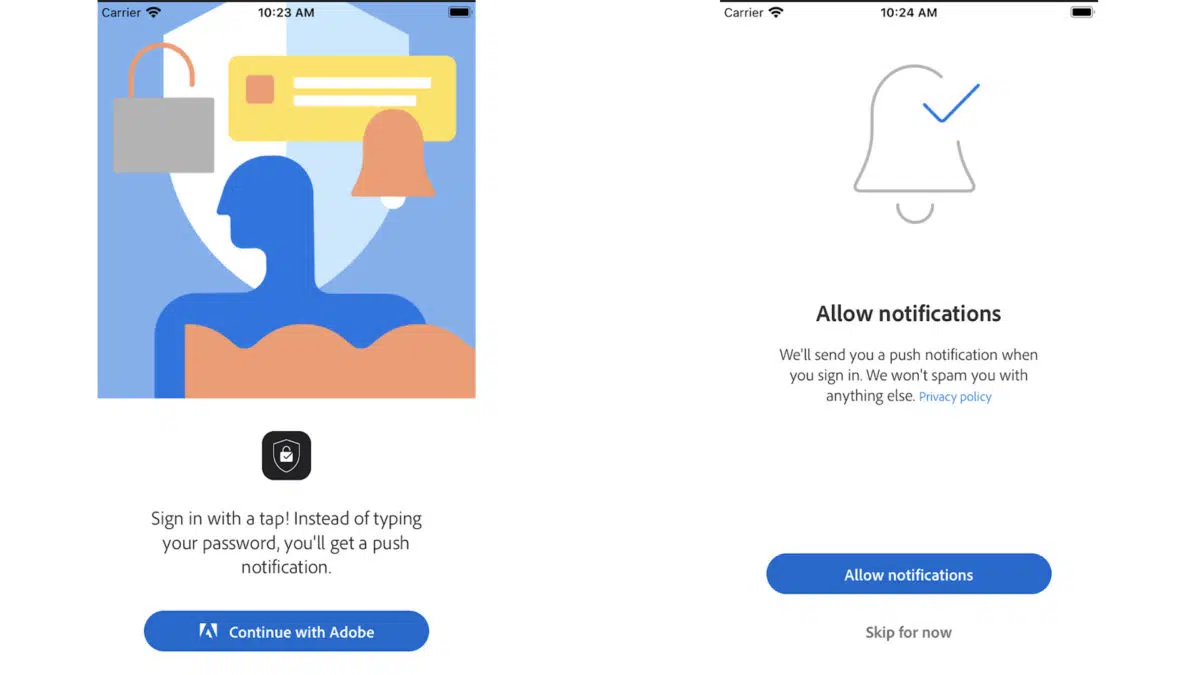 Carrier 10:23 AM
Sign in with a tap! Instead of typing
your password, you'll get a push
notification.
Continue with Adobe
Carrier 10:24 AM
Allow notifications
We'll send you a push notification when
you sign in. We won't spam you with
anything else. Privacy policy
Allow notifications
Skip for now